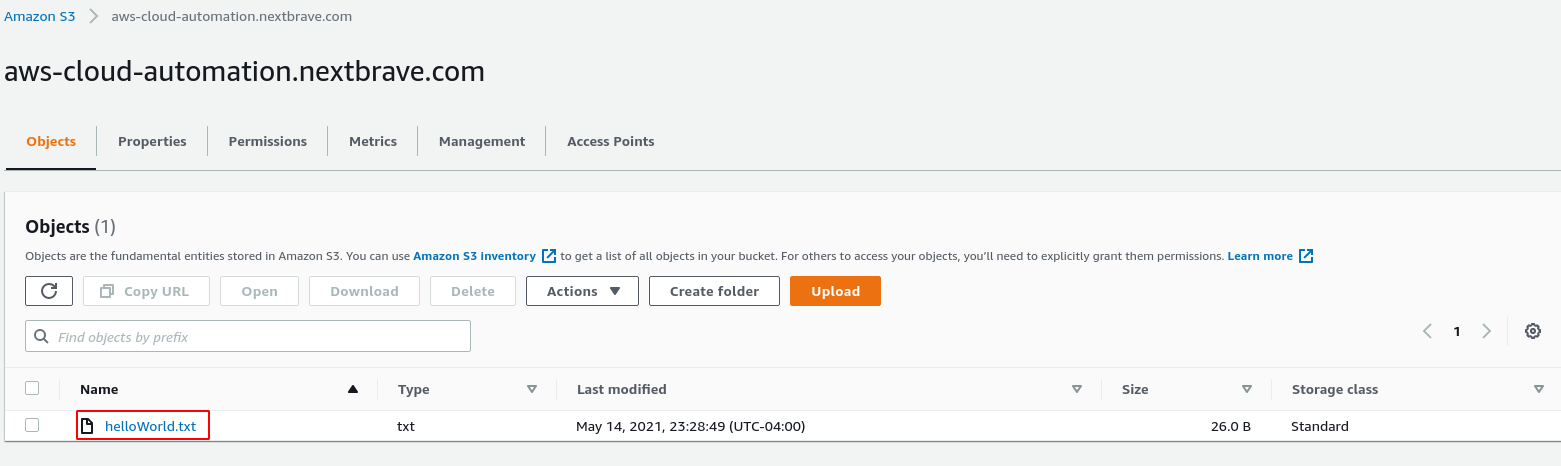 Amazon S3 > aws-cloud-automation.nextbrave.com
aws-cloud-automation.nextbrave.com
Objects Properties Permissions Metrics Management Access Points
Objects (1)
Objects are the fundamental entities stored in Amazon S3. You can use Amazon S3 inventory to get a list of all objects in your bucket. For others to access your objects, you'll need to explicitly grant them permissions. Learn more
Copy URL Open Download Delete Actions Create folder Upload
Find objects by prefix 1
Name Type Last modified Size Storage class
helloWorld.txt txt May 14, 2021, 23:28:49 (UTC-04:00) 26.0 B Standard